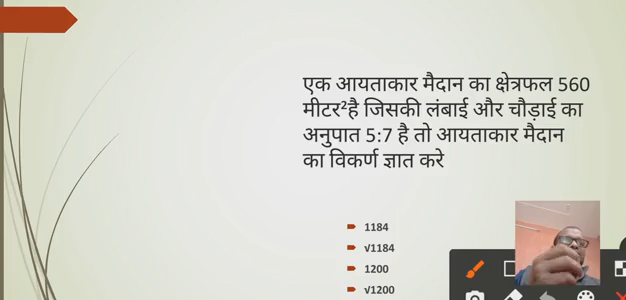 एक आयताकार मैदान का क्षेत्रफल 560
मीटर²है जिसकी लंबाई और चौड़ाई का
अनुपात 5:7 है तो आयताकार मैदान
का विकर्ण ज्ञात करे
1184
√1184
1200
√1200